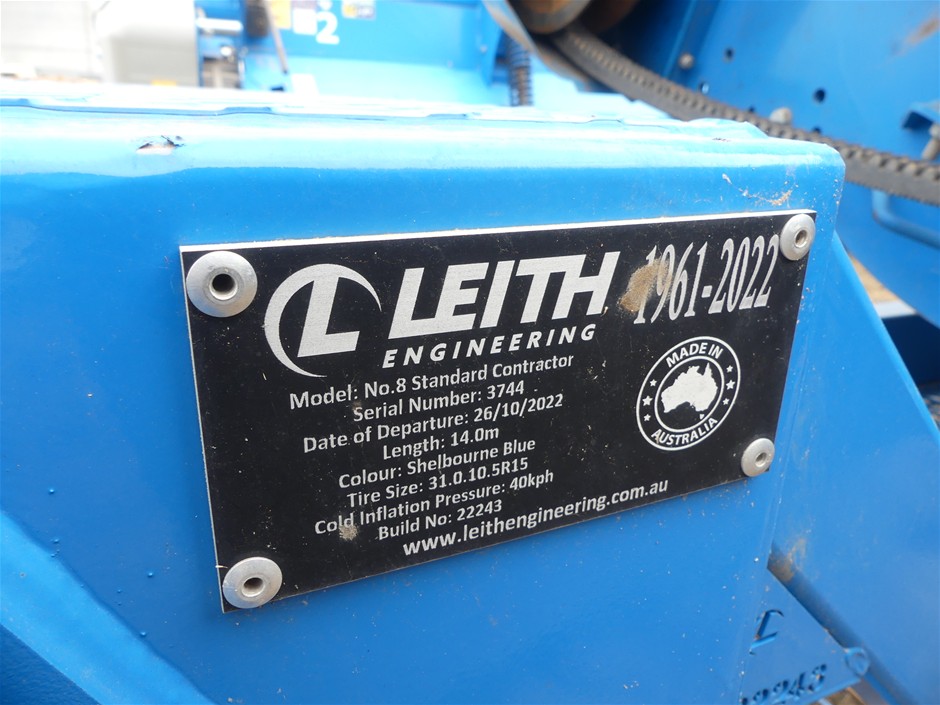 2
LEITH
ENGINEERING
1961-2022
Model: No.8 Standard Contractor
Serial Number: 3744
Date of Departure: 26/10/2022
Length: 14.0m
Colour: Shelbourne Blue
Tire Size: 31.0.10.5R15
Cold Inflation Pressure: 40kph
Build No: 22243
www.leithengineering.com.au
MADE IN
AUSTRALIA